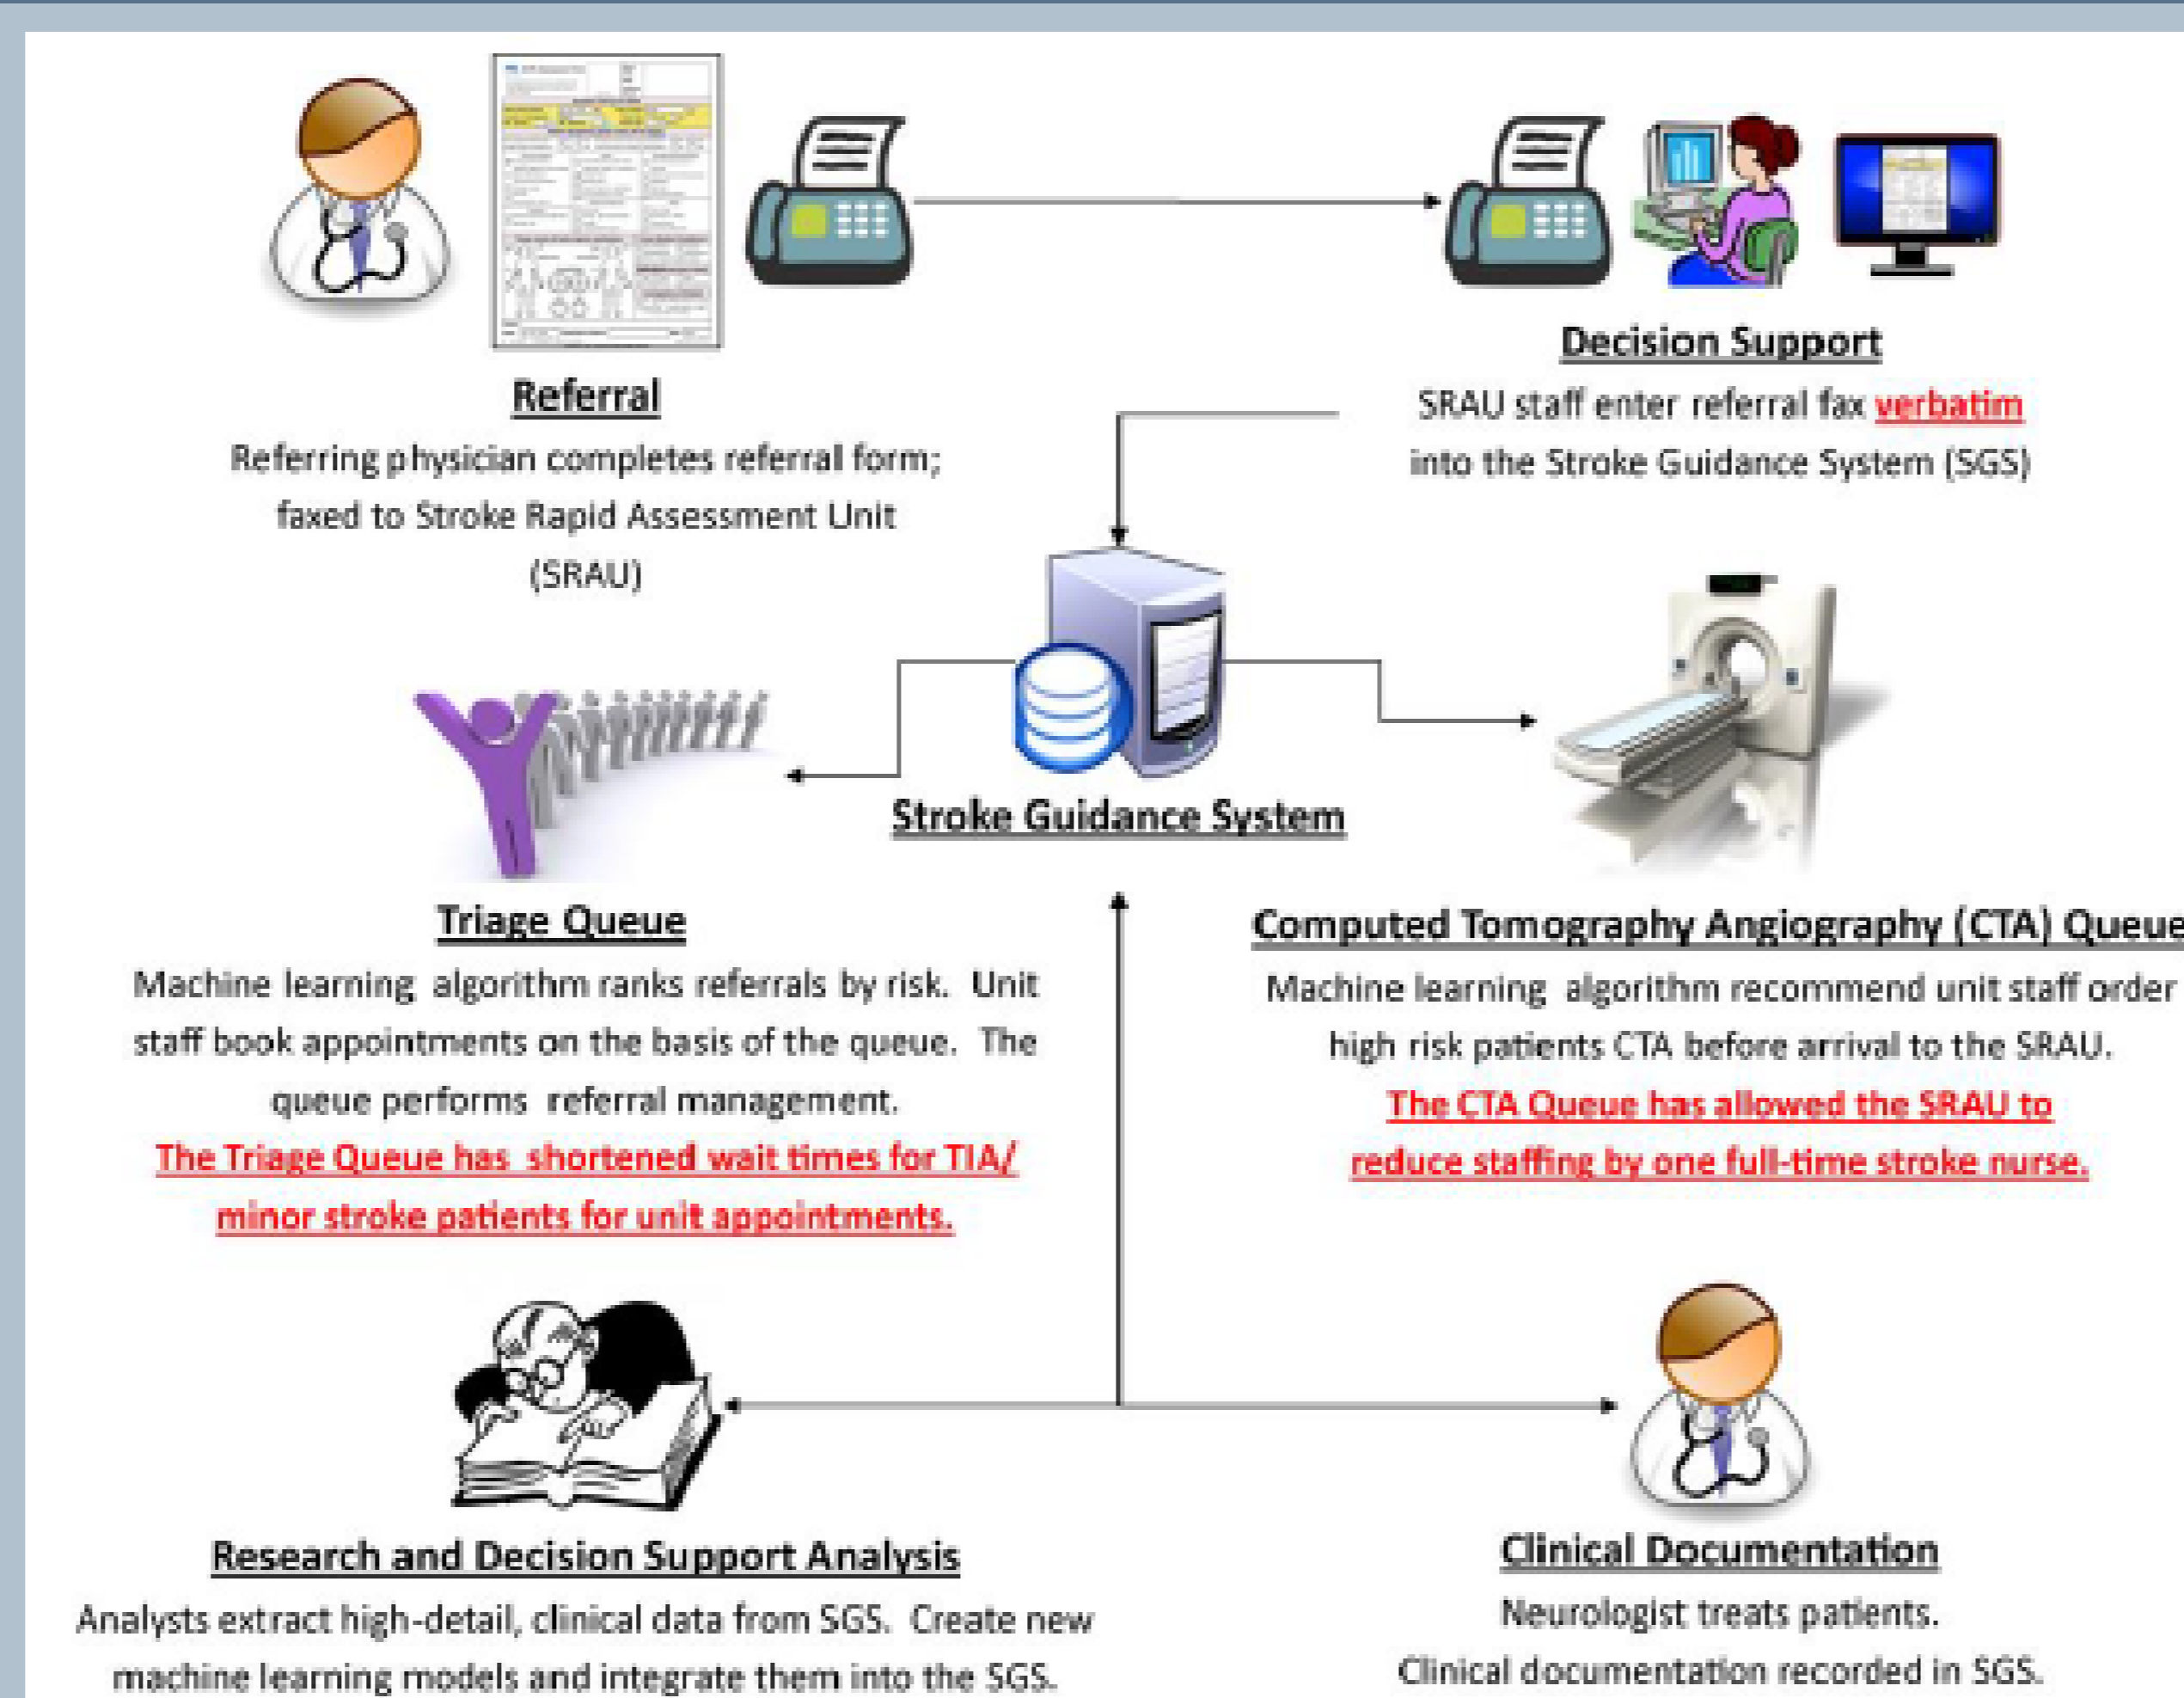 Referral
Referring physician completes referral form;
faxed to Stroke Rapid Assessment Unit
(SRAU)
Decision Support
SRAU staff enter referral fax verbatim
into the Stroke Guidance System (SGS)
Stroke Guidance System
Triage Queue
Machine learning algorithm ranks referrals by risk. Unit
staff book appointments on the basis of the queue. The
queue performs referral management.
The Triage Queue has shortened wait times for TIA/
minor stroke patients for unit appointments.
Computed Tomography Angiography (CTA) Queue
Machine learning algorithm recommend unit staff order
high risk patients CTA before arrival to the SRAU.
The CTA Queue has allowed the SRAU to
reduce staffing by one full-time stroke nurse.
Research and Decision Support Analysis
Analysts extract high-detail, clinical data from SGS. Create new
machine learning models and integrate them into the SGS.
Clinical Documentation
Neurologist treats patients.
Clinical documentation recorded in SGS.